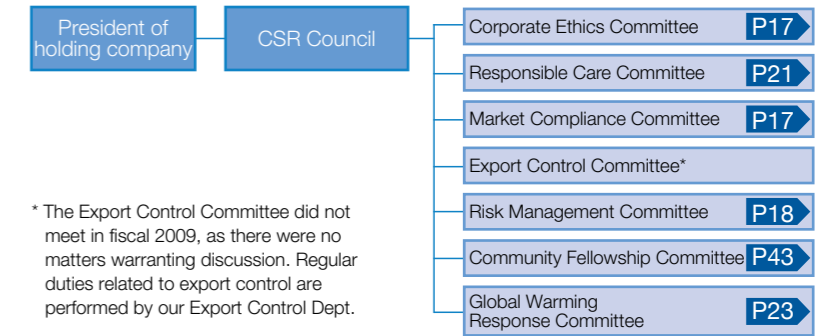 President of
holding company
CSR Council
Corporate Ethics Committee P17
Responsible Care Committee P21
Market Compliance Committee P17
Export Control Committee*
Risk Management Committee P18
Community Fellowship Committee P43
Global Warming
Response Committee P23
* The Export Control Committee did not
meet in fiscal 2009, as there were no
matters warranting discussion. Regular
duties related to export control are
performed by our Export Control Dept.